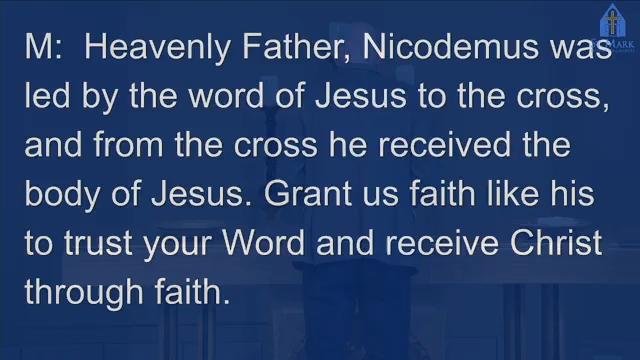 M:  Heavenly Father, Nicodemus was
led by the word of Jesus to the cross,
and from the cross he received the
body of Jesus. Grant us faith like his
to trust your Word and receive Christ
through faith.
MARK